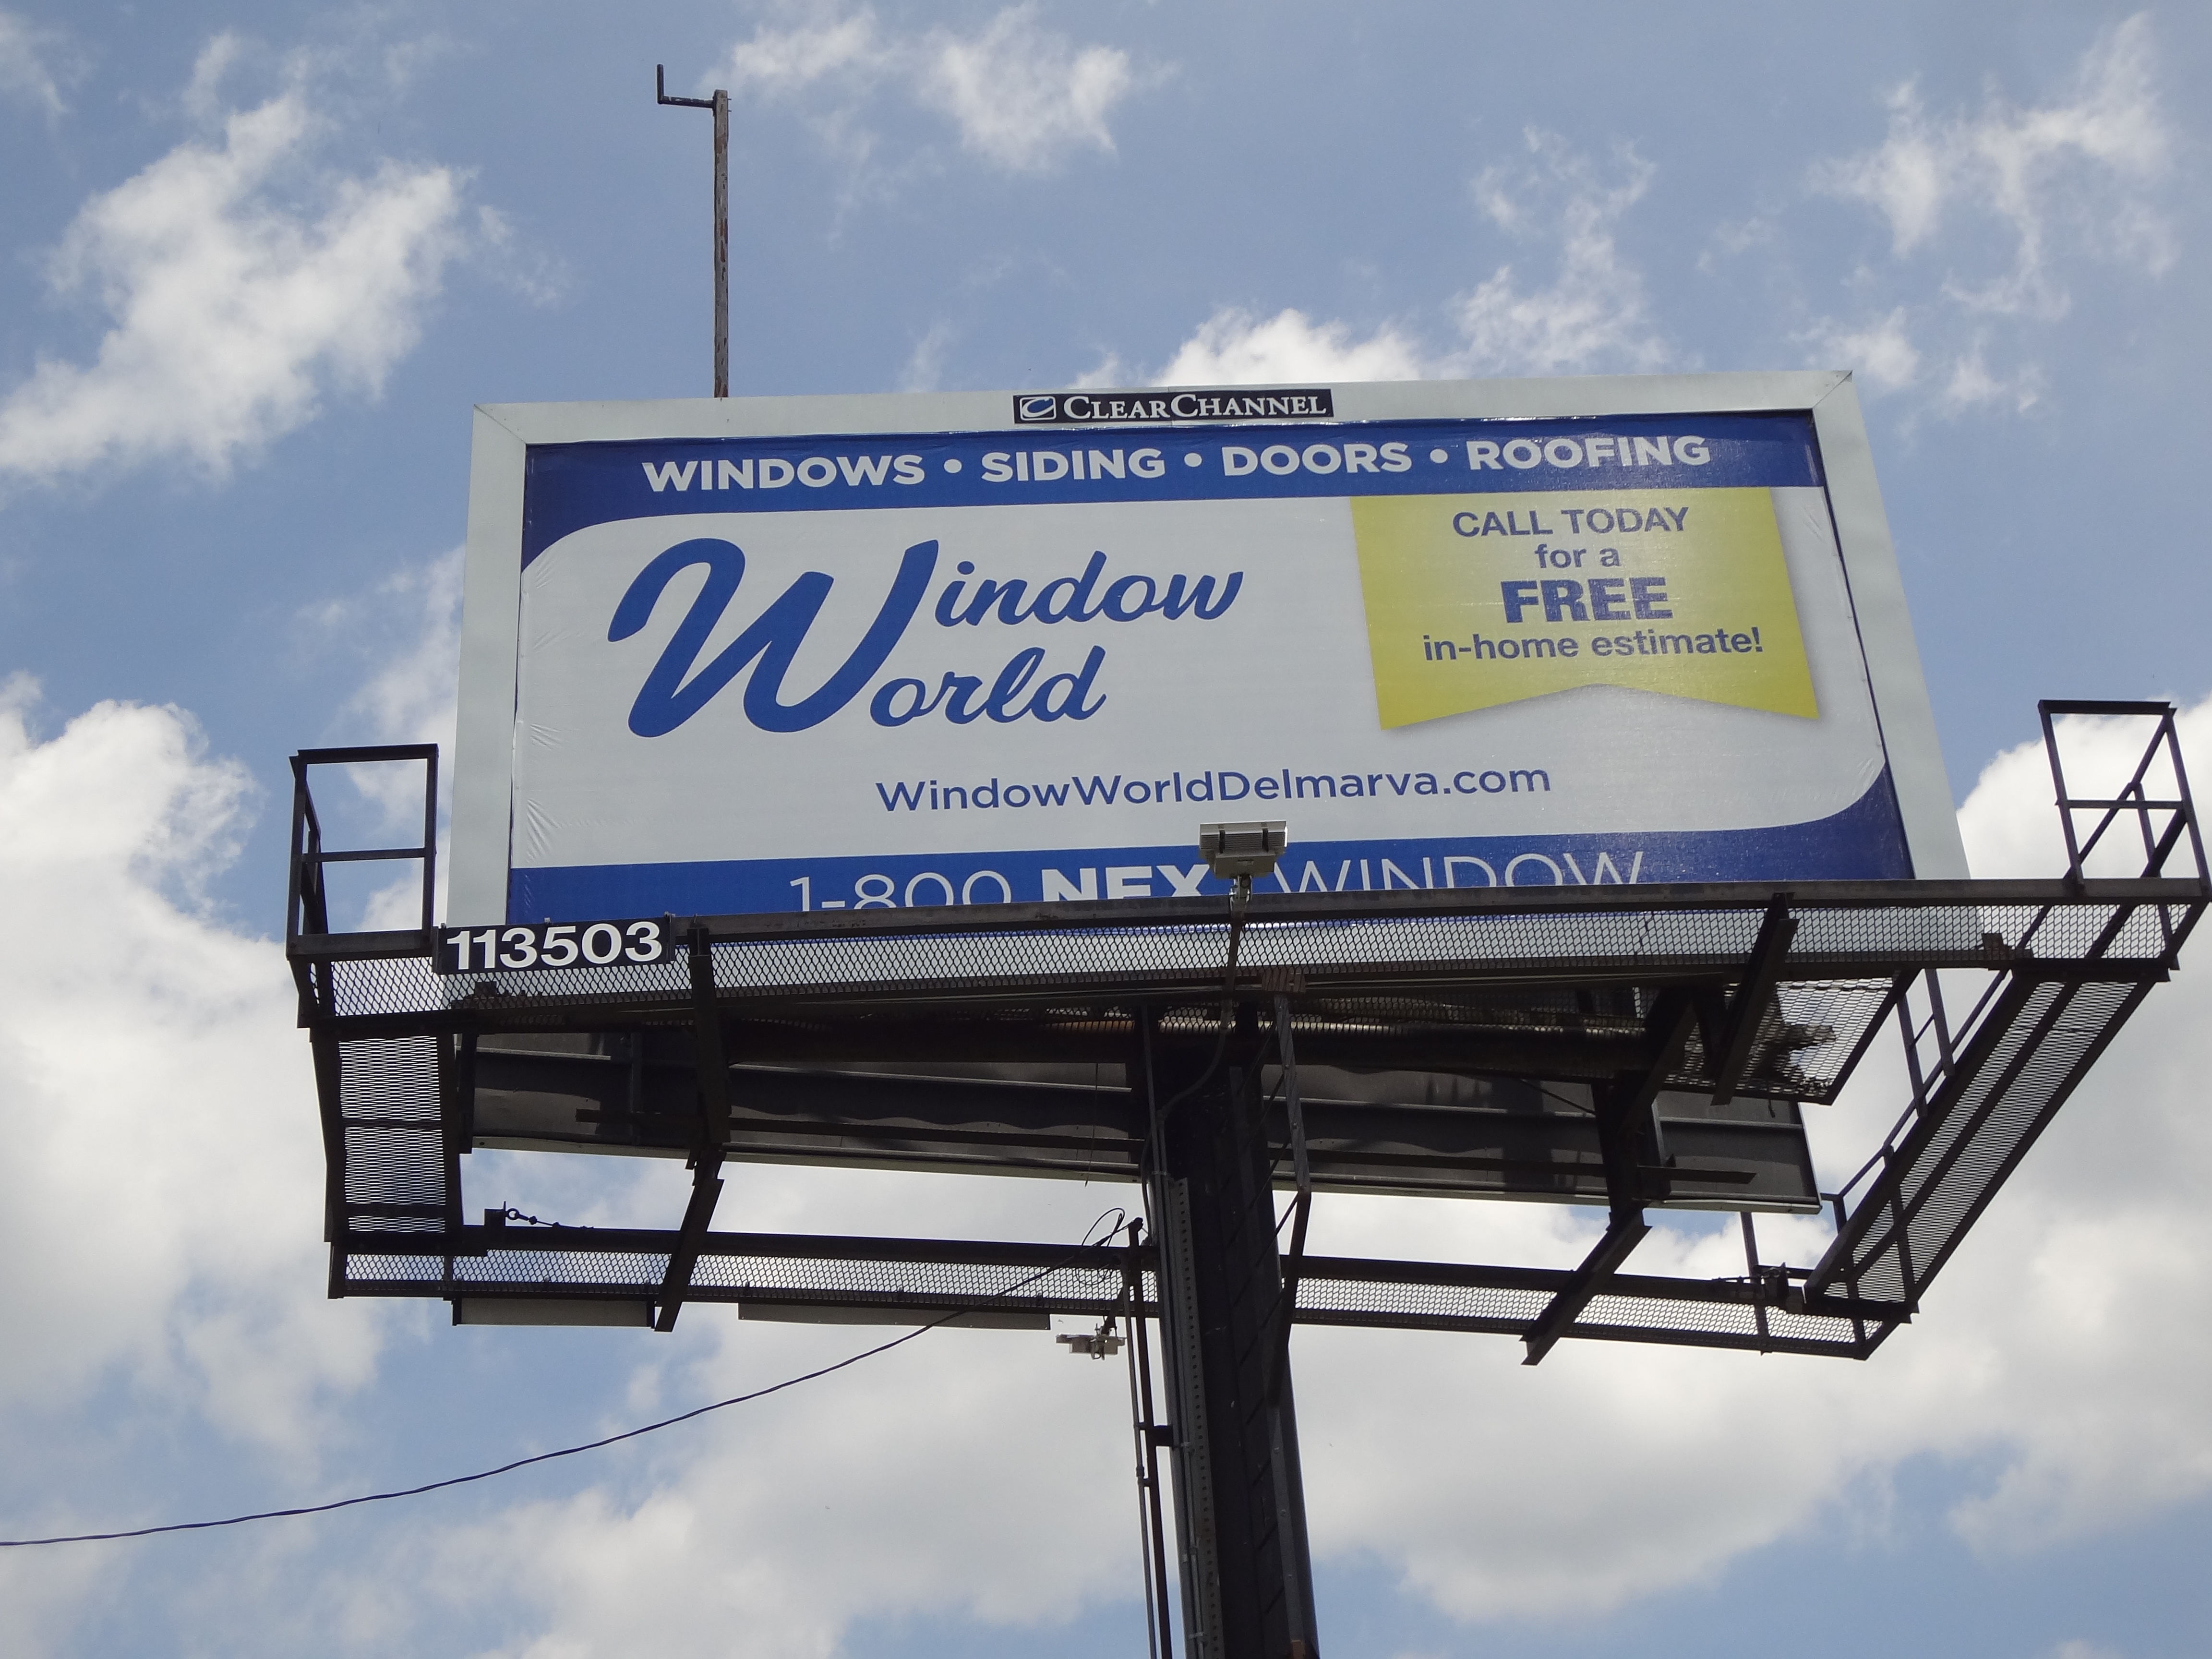 CLEARCHANNEL
WINDOWS • SIDING • DOORS • ROOFING
Window
World
CALL TODAY
for a
FREE
in-home estimate!
WindowWorldDelmarva.com
1-800 WINDOW
113503